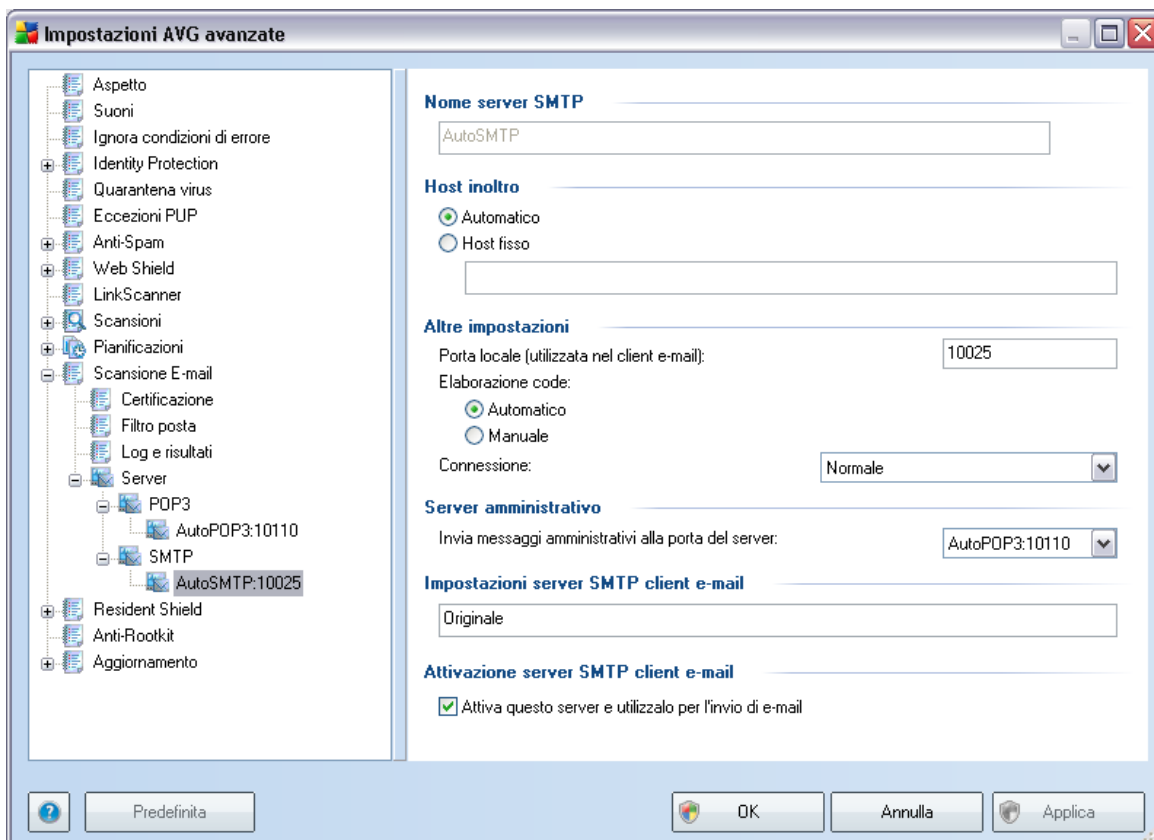 Impostazioni AVG avanzate
Aspetto
Suoni
Ignora condizioni di errore
Identity Protection
Quarantena virus
Eccezioni PUP
Anti-Spam
Web Shield
LinkScanner
Scansioni
Pianificazioni
Scansione E-mail
Certificazione
Filtro posta
Log e risultati
Server
POP3
AutoPOP3:10110
SMTP
AutoSMTP:10025
Resident Shield
Anti-Rootkit
Aggiornamento
Nome server SMTP
AutoSMTP
Host inoltro
Automatico
Host fisso
Altre impostazioni
Porta locale (utilizzata nel client e-mail): 10025
Elaborazione code:
Automatico
Manuale
Connessione: Normale
Server amministrativo
Invia messaggi amministrativi alla porta del server: AutoPOP3:10110
Impostazioni server SMTP client e-mail
Originale
Attivazione server SMTP client e-mail
Attiva questo server e utilizzalo per l'invio di e-mail
? Predefinita OK Annulla Applica